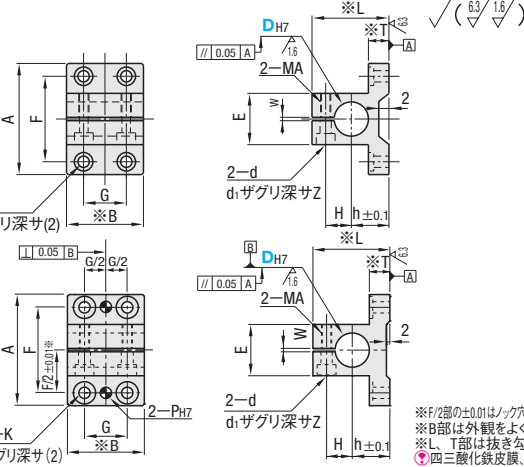 ※L
6.3
1.6
6.3
DH7
※T
// 0.05 A
1.6
A
2−MA
A
F
E
W
2
2−d
d₁ザグリ深サZ
G
※B
リ深サ(2)
H
h±0.1
⊥ 0.05 B
G/2
G/2
B
※L
DH7
※T
6.3
// 0.05 A
1.6
A
2−MA
A
F
F/2±0.01※
E
W
2
2−d
d₁ザグリ深サZ
−K
グリ深サ(2)
G
※B
2−PH7
H
h±0.1
※F/2部の±0.01はノック穴
※B部は外観をよく
※L、T部は抜き勾
四三酸化鉄皮膜、